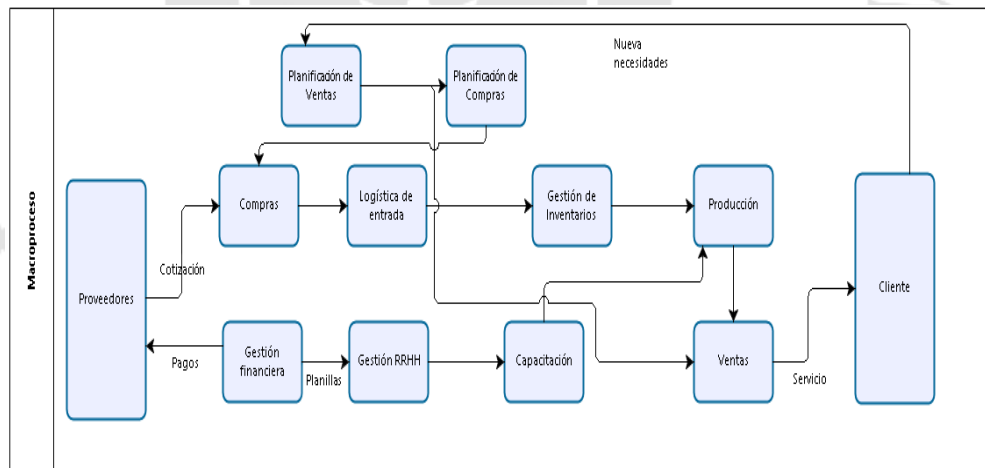 Macroproceso
Nueva
necesidades
Planificación de
Ventas
Planificación de
Compras
Compras
Logística de
entrada
Gestión de
Inventarios
Producción
Cliente
Cotización
Proveedores
Pagos
Gestión
financiera
Planillas
Gestión RRHH
Capacitación
Ventas
Servicio